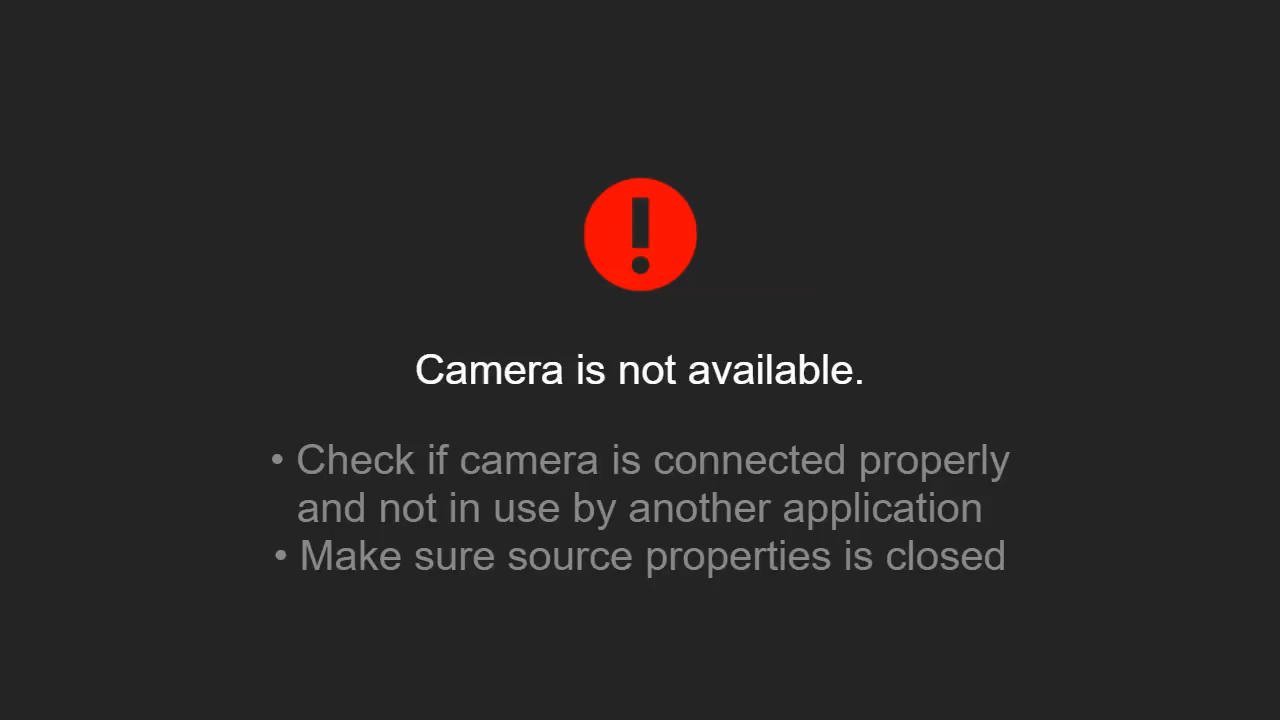 Camera is not available.
• Check if camera is connected properly
and not in use by another application
• Make sure source properties is closed